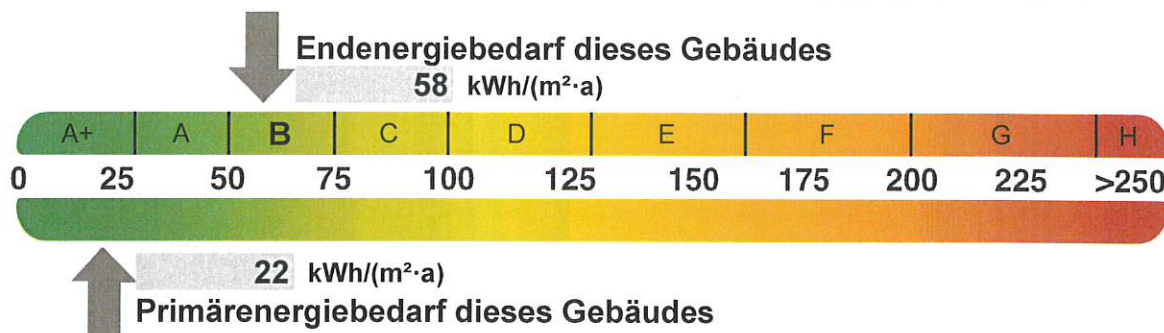 Endenergiebedarf dieses Gebäudes
58 kWh/(m²·a)
A+ A B C D E F G H
0 25 50 75 100 125 150 175 200 225 >250
22 kWh/(m²·a)
Primärenergiebedarf dieses Gebäudes